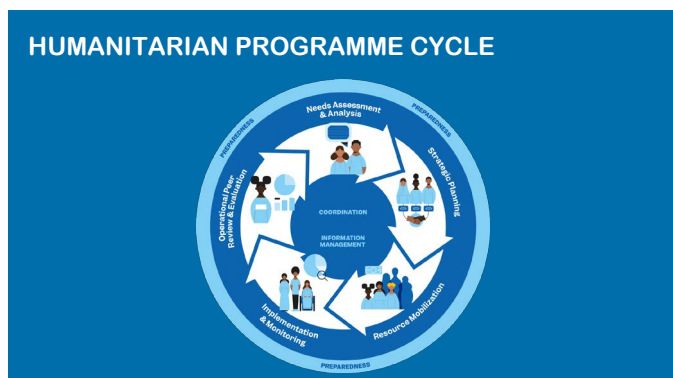 HUMANITARIAN PROGRAMME CYCLE
PREPAREDNESS
PREPAREDNESS
Needs Assessment
& Analysis
Strategic Planning
Resource Mobilization
Implementation
& Monitoring
Operational Peer
Review & Evaluation
COORDINATION
INFORMATION
MANAGEMENT
PREPAREDNESS